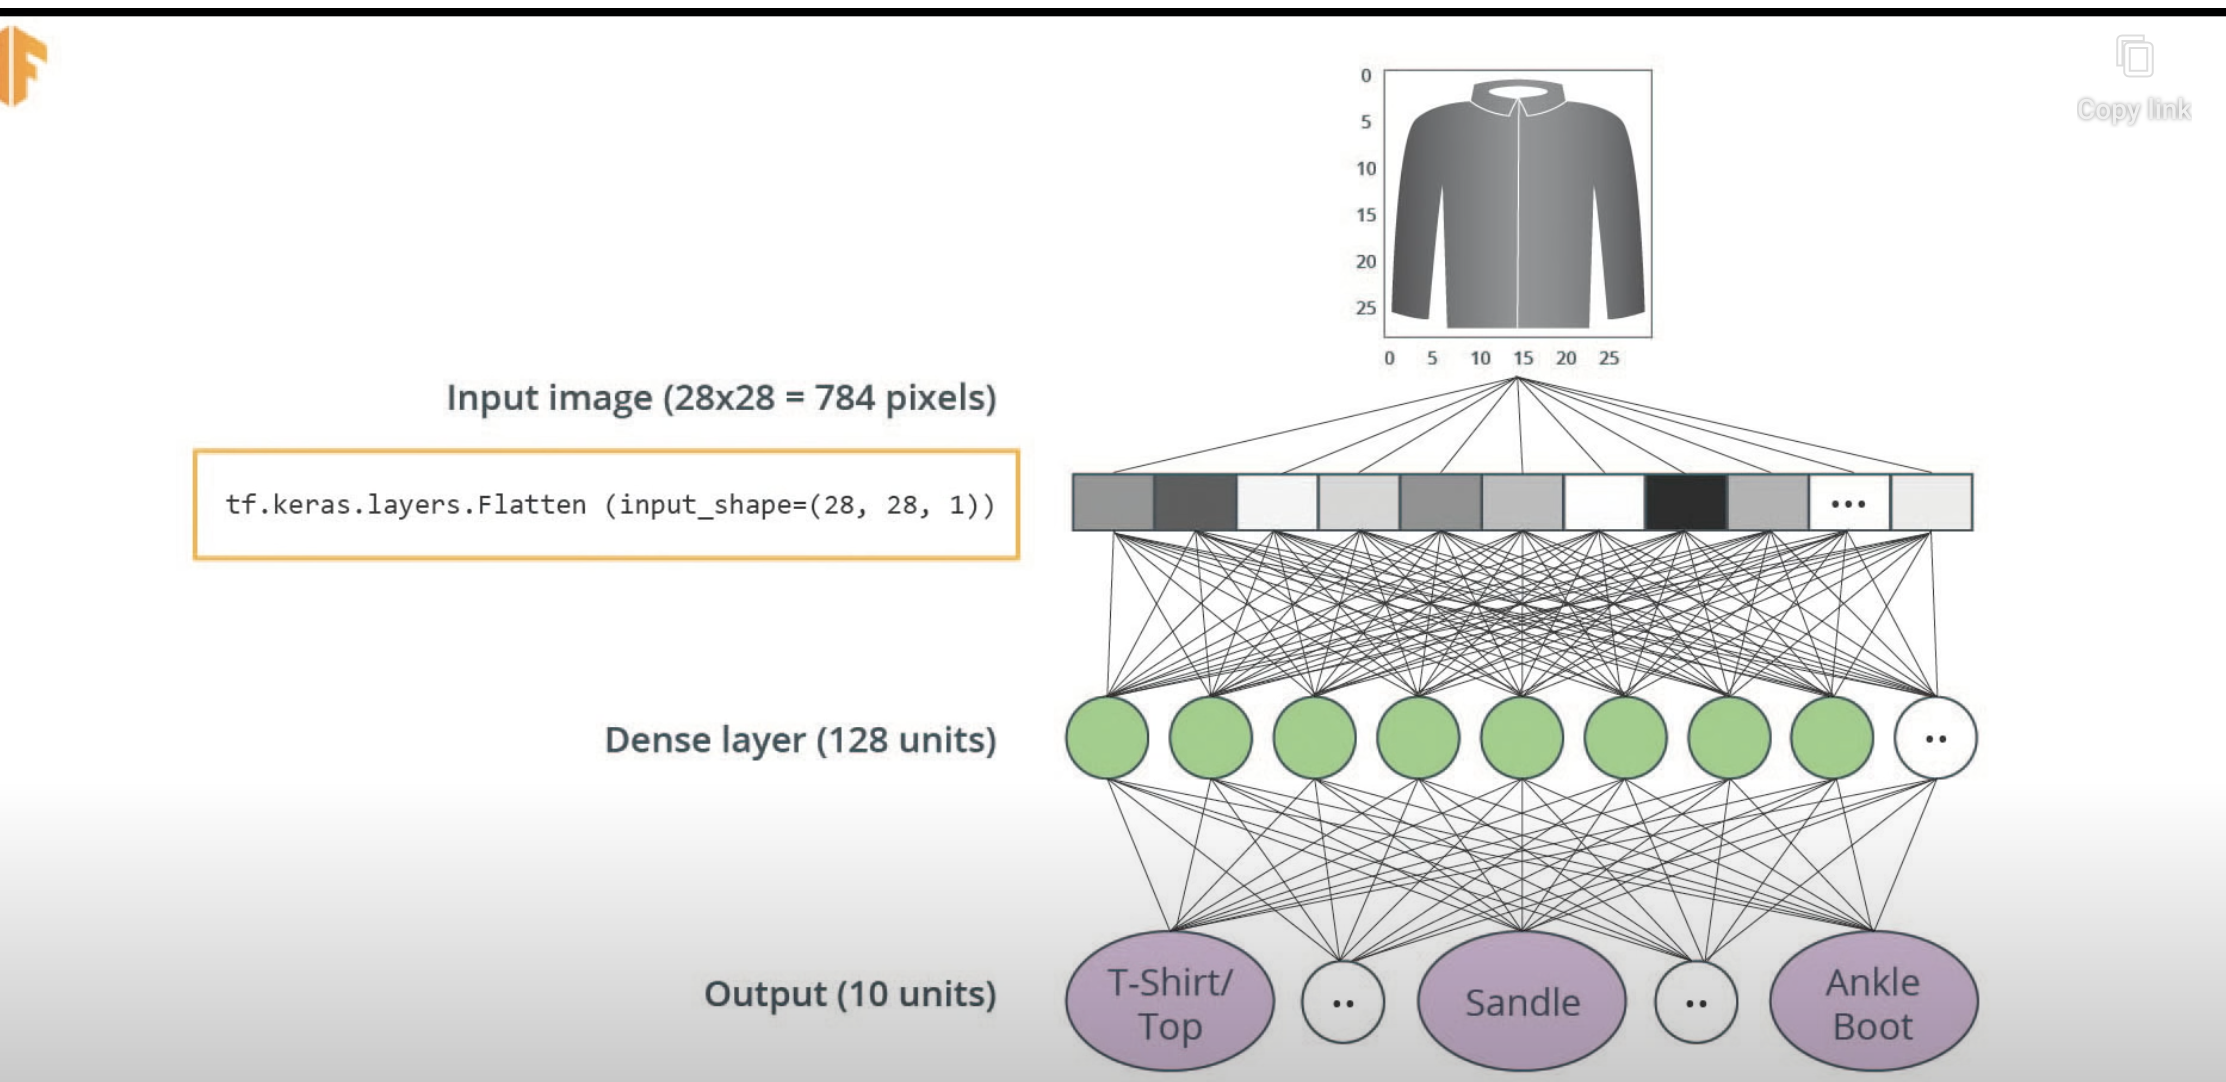 Copy link
0
5
10
15
20
25
0 5 10 15 20 25
Input image (28x28 = 784 pixels)
tf.keras.layers.Flatten (input_shape=(28, 28, 1))
...
Dense layer (128 units)
..
Output (10 units)
T-Shirt/
Top
..
Sandle
..
Ankle
Boot